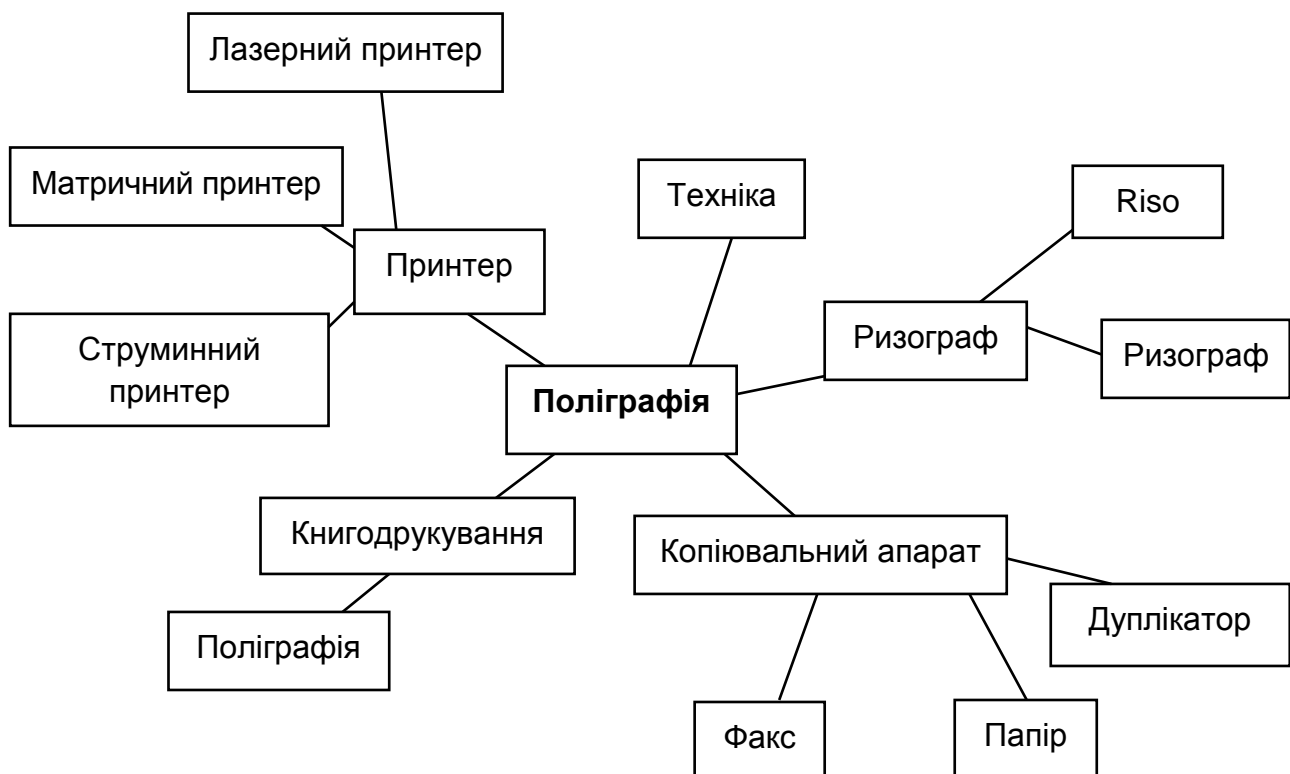 Лазерний принтер
Матричний принтер
Техніка
Riso
Принтер
Струминний
принтер
Ризограф
Ризограф
Поліграфія
Книгодрукування
Копіювальний апарат
Дуплікатор
Поліграфія
Факс
Папір